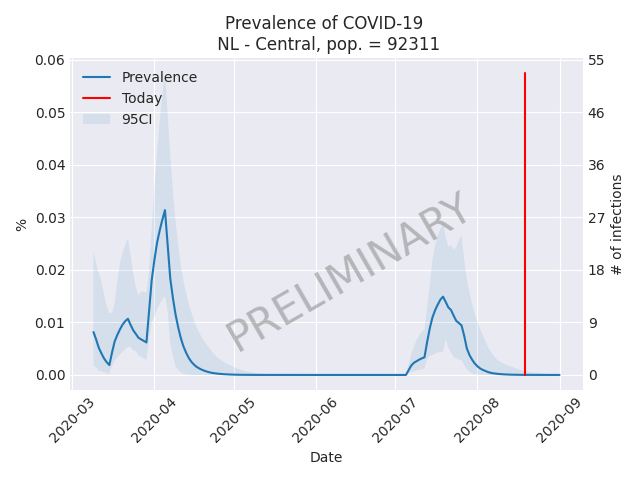 Prevalence of COVID-19
NL - Central, pop. = 92311
0.06
0.05
0.04
0.03
0.02
0.01
0.00
%
Prevalence
Today
95CI
PRELIMINARY
55
46
36
27
18
9
0
# of infections
2020-03
2020-04
2020-05
2020-06
2020-07
2020-08
2020-09
Date